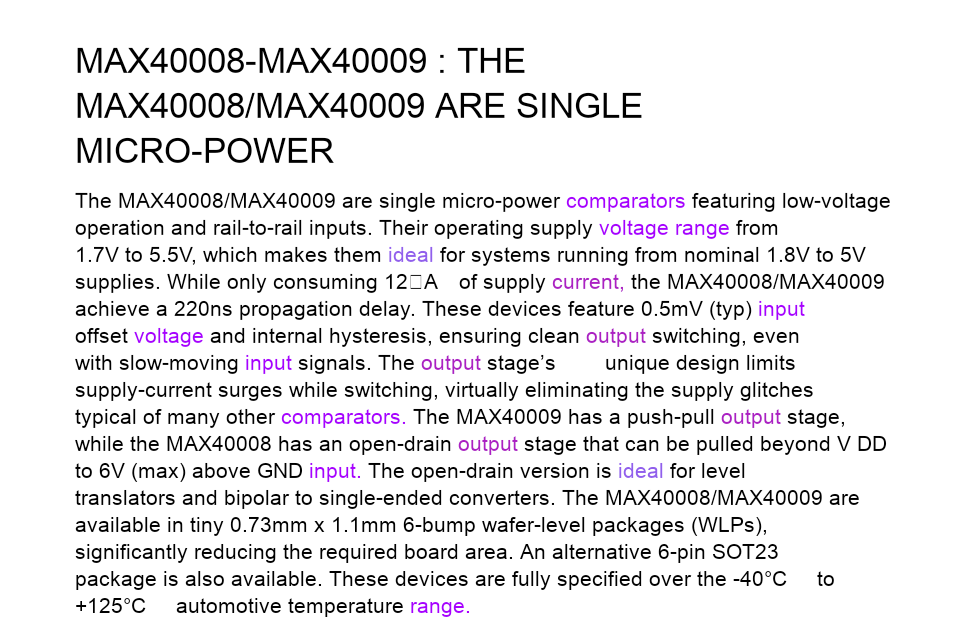 MAX40008-MAX40009 : THE
MAX40008/MAX40009 ARE SINGLE
MICRO-POWER
The MAX40008/MAX40009 are single micro-power comparators featuring low-voltage
operation and rail-to-rail inputs. Their operating supply voltage range from
1.7V to 5.5V, which makes them ideal for systems running from nominal 1.8V to 5V
supplies. While only consuming 12□A of supply current, the MAX40008/MAX40009
achieve a 220ns propagation delay. These devices feature 0.5mV (typ) input
offset voltage and internal hysteresis, ensuring clean output switching, even
with slow-moving input signals. The output stage’s unique design limits
supply-current surges while switching, virtually eliminating the supply glitches
typical of many other comparators. The MAX40009 has a push-pull output stage,
while the MAX40008 has an open-drain output stage that can be pulled beyond V DD
to 6V (max) above GND input. The open-drain version is ideal for level
translators and bipolar to single-ended converters. The MAX40008/MAX40009 are
available in tiny 0.73mm x 1.1mm 6-bump wafer-level packages (WLPs),
significantly reducing the required board area. An alternative 6-pin SOT23
package is also available. These devices are fully specified over the -40°C to
+125°C automotive temperature range.